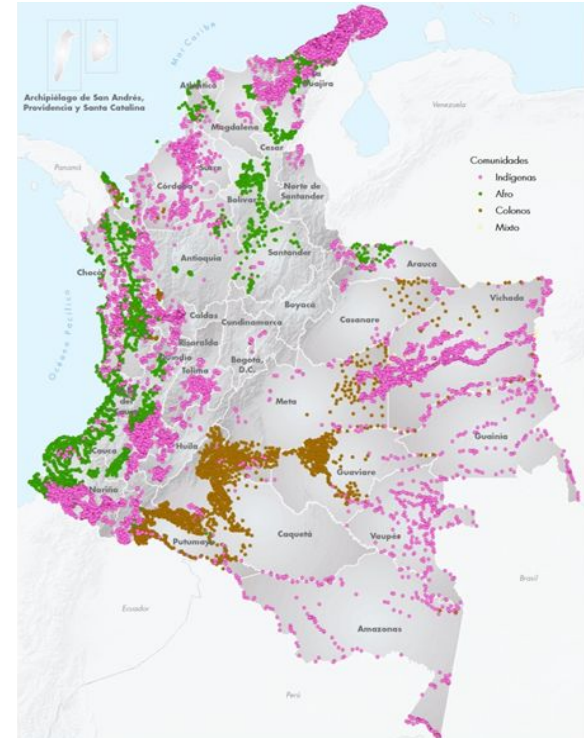 Mar Caribe
Archipiélago de San Andrés,
Providencia y Santa Catalina
Atlántico
La
Guajira
Magdalena
Cesar
Venezuela
Panamá
Comunidades
Indígenas
Afro
Colonos
Mixto
Sucre
Córdoba
Bolívar
Norte de
Santander
Antioquia
Santander
Arauca
Chocó
Boyacá
Casanare
Vichada
Caldas
Cundinamarca
Risaralda
Océano Pacífico
Quindío
Bogotá,
D.C.
Tolima
Meta
del
Cauca
Guainía
Huila
Cauca
Guaviare
Nariño
Vaupés
Putumayo
Caquetá
Brasil
Ecuador
Amazonas
Perú